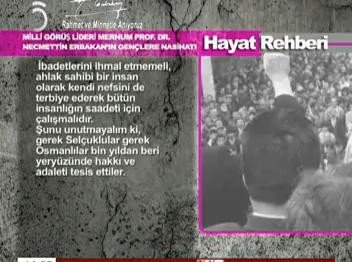 Rahmet ve Minnetle Anıyoruz
MİLLİ GÖRÜŞ LİDERİ MERHUM PROF. DR.
NECMETTİN ERBAKAN'IN GENÇLERE NASİHATI
Hayat Rehberi
İbadetlerini ihmal etmemeli,
ahlak sahibi bir insan
olarak kendi nefsini de
terbiye ederek bütün
insanlığın saadeti için
çalışmalıdır.
Şunu unutmayalım ki,
gerek Selçuklular gerek
Osmanlılar bin yıldan beri
yeryüzünde hakkı ve
adaleti tesis ettiler.